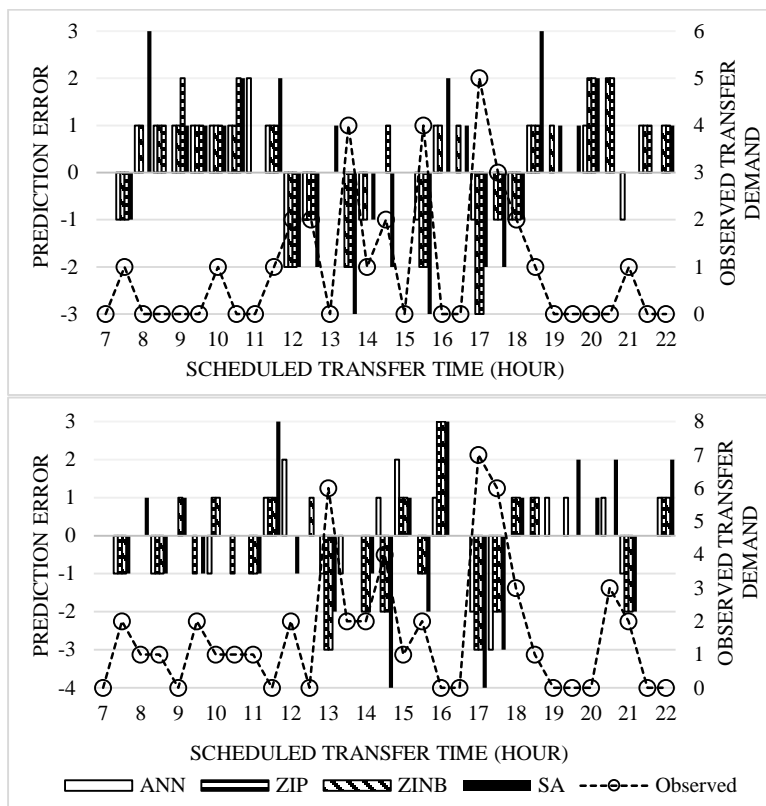 3
2
1
0
-1
-2
-3
PREDICTION ERROR
6
5
4
3
2
1
0
OBSERVED TRANSFER
DEMAND
7 8 9 10 11 12 13 14 15 16 17 18 19 20 21 22
SCHEDULED TRANSFER TIME (HOUR)
3
2
1
0
-1
-2
-3
-4
PREDICTION ERROR
8
7
6
5
4
3
2
1
0
OBSERVED TRANSFER
DEMAND
7 8 9 10 11 12 13 14 15 16 17 18 19 20 21 22
SCHEDULED TRANSFER TIME (HOUR)
ANN ZIP ZINB SA Observed